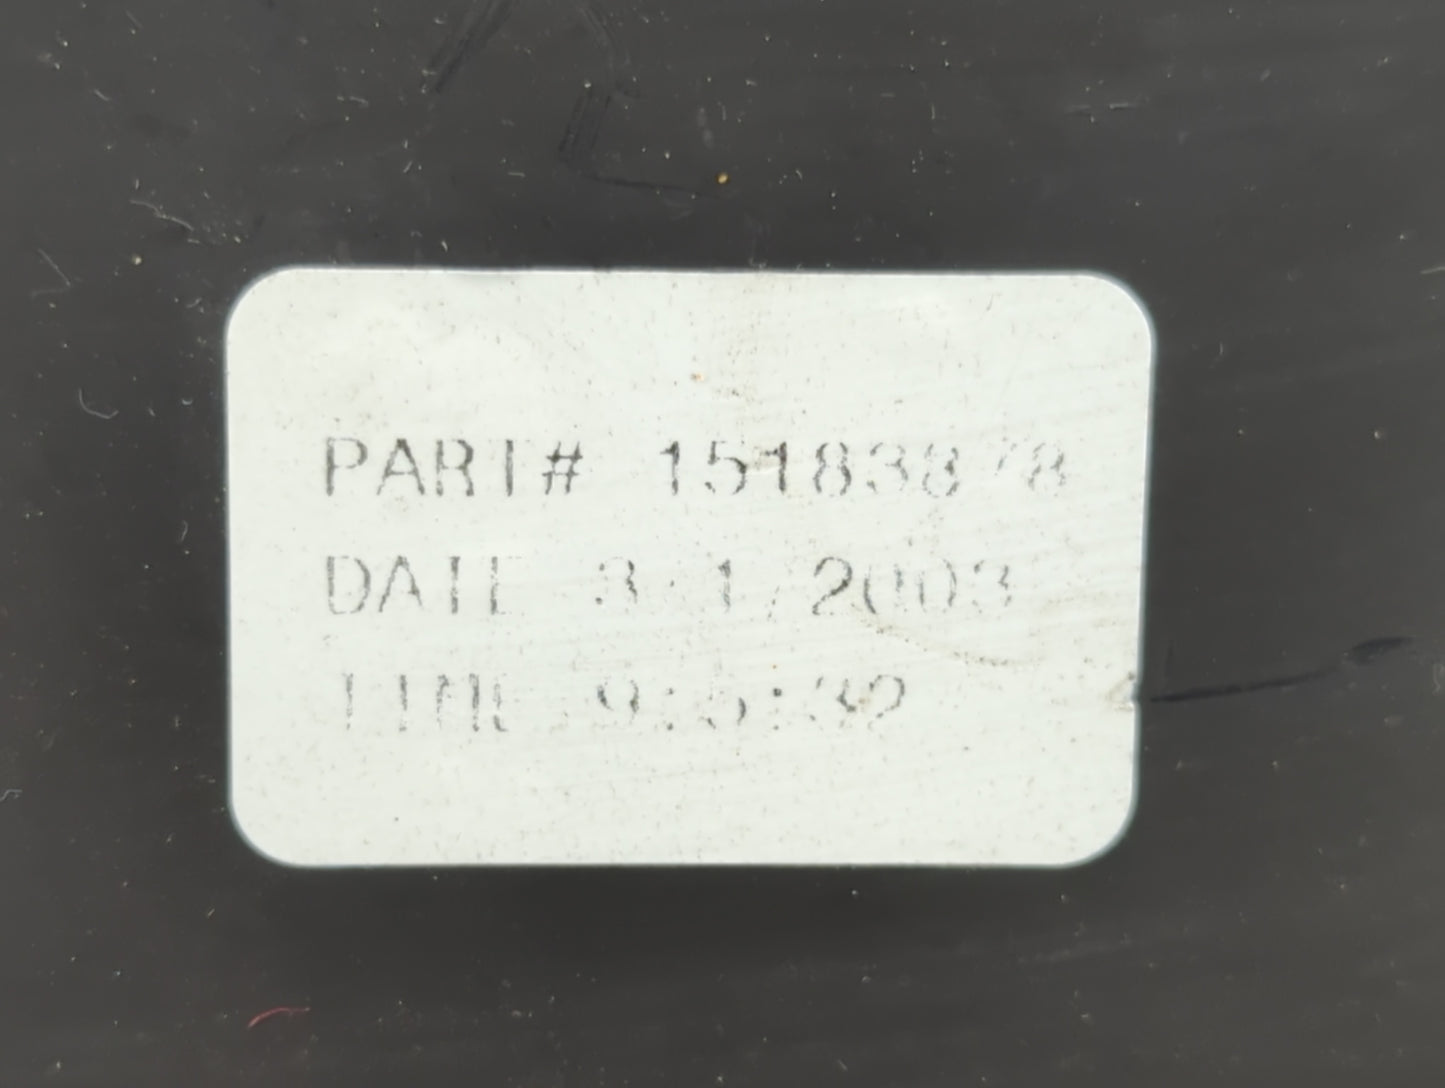 PART# 15183878
DATE 3/1/2003
TIME 9:5:32